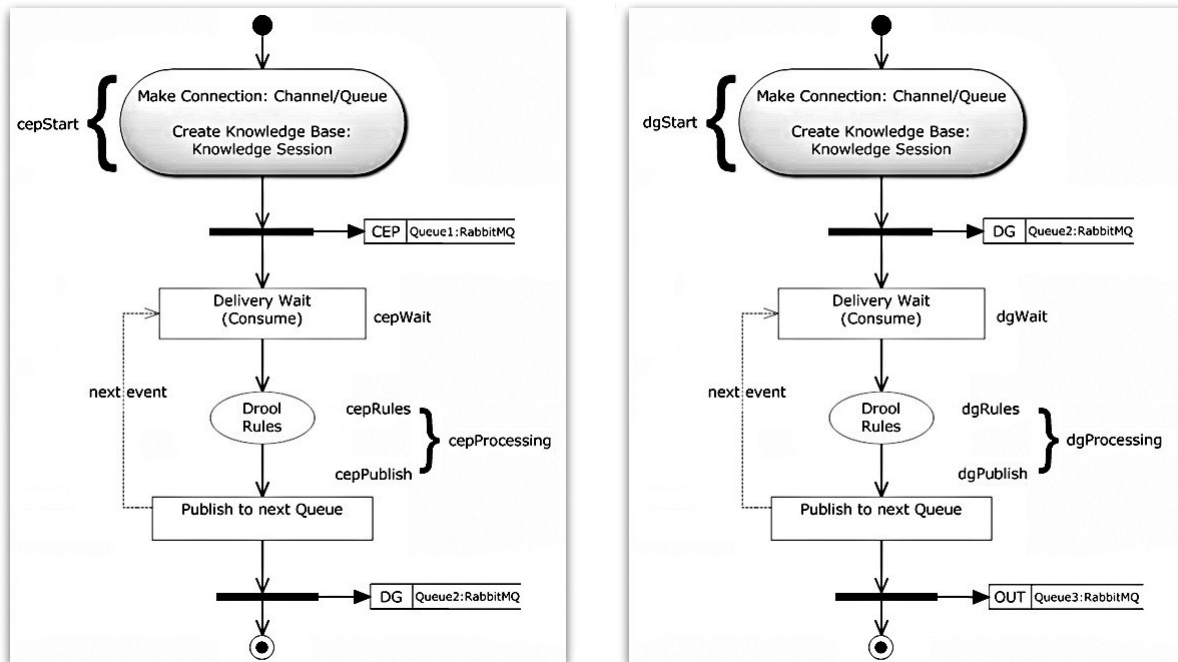 Make Connection: Channel/Queue
Create Knowledge Base:
Knowledge Session
cepStart
CEP Queue1:RabbitMQ
Delivery Wait
(Consume)
cepWait
next event
Drool
Rules
cepRules
cepProcessing
cepPublish
Publish to next Queue
DG Queue2:RabbitMQ
Make Connection: Channel/Queue
Create Knowledge Base:
Knowledge Session
dgStart
DG Queue2:RabbitMQ
Delivery Wait
(Consume)
dgWait
next event
Drool
Rules
dgRules
dgProcessing
dgPublish
Publish to next Queue
OUT Queue3:RabbitMQ